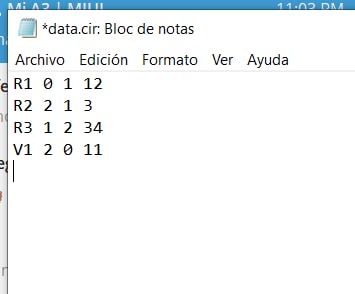 Mi A3 | MIUI
11:03 PM
*data.cir: Bloc de notas
Archivo Edición Formato Ver Ayuda
R1 0 1 12
R2 2 1 3
R3 1 2 34
V1 2 0 11